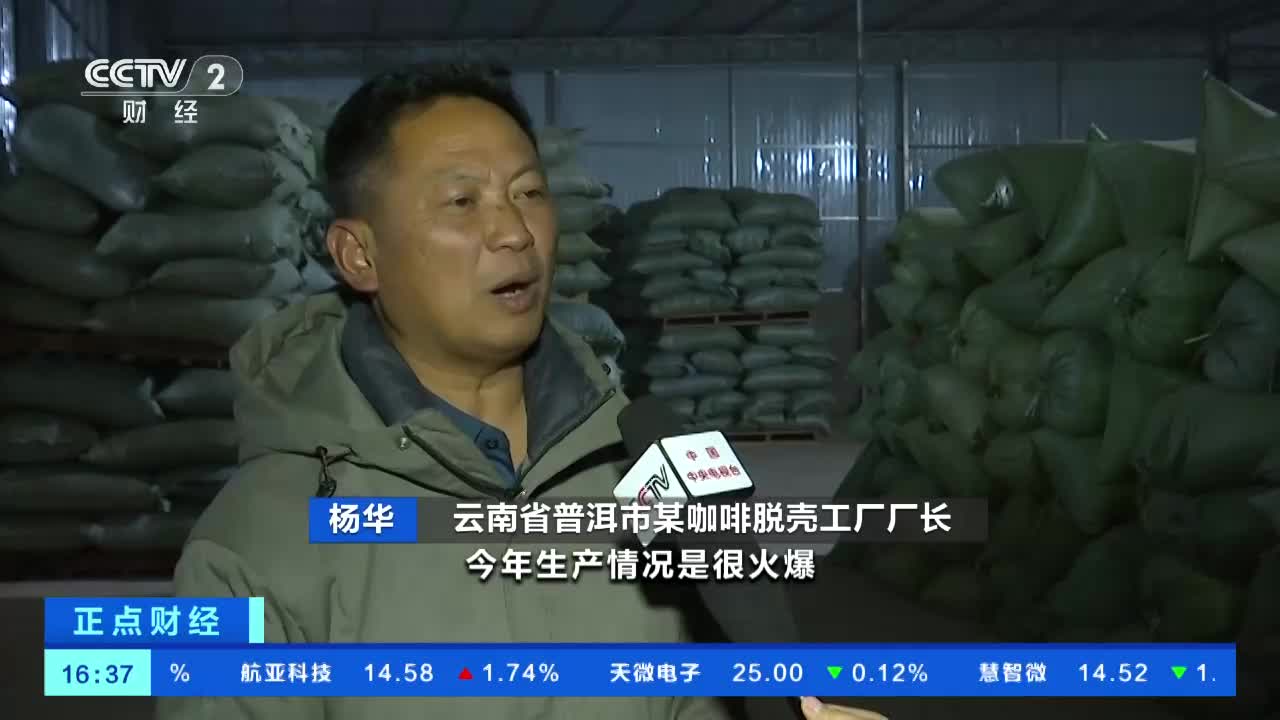 CCTV 2
财 经
中 国
中央电视台
CCTV
杨华 云南省普洱市某咖啡脱壳工厂厂长
今年生产情况是很火爆
正点财经
16:37 % 航亚科技 14.58 ▲ 1.74% 天微电子 25.00 ▼ 0.12% 慧智微 14.52 ▼ 1.